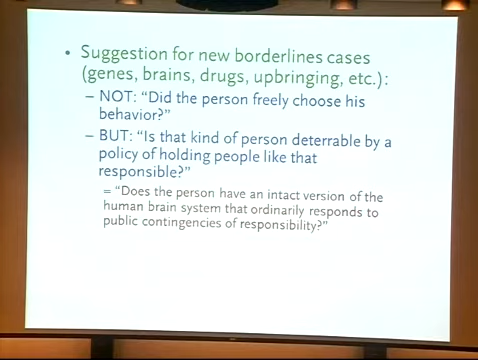 • Suggestion for new borderlines cases
(genes, brains, drugs, upbringing, etc.):
– NOT: “Did the person freely choose his
behavior?”
– BUT: “Is that kind of person deterrable by a
policy of holding people like that
responsible?”
= “Does the person have an intact version of the
human brain system that ordinarily responds to
public contingencies of responsibility?”